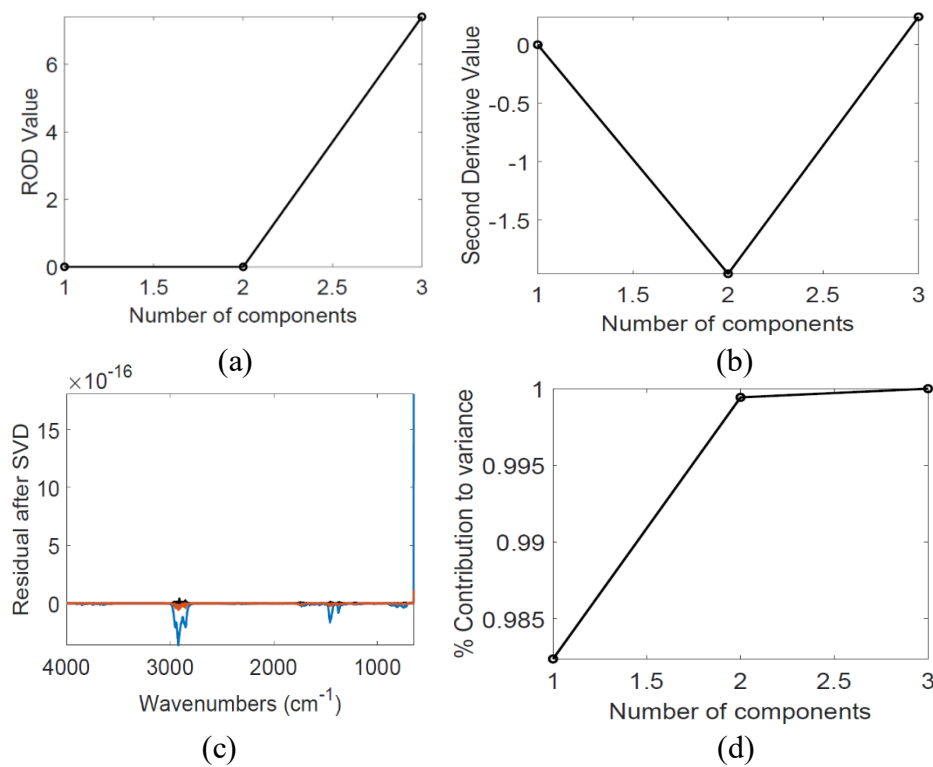 ROD Value
6
4
2
0
1 1.5 2 2.5 3
Number of components
(a)
Second Derivative Value
0
-0.5
-1
-1.5
1 1.5 2 2.5 3
Number of components
(b)
×10⁻¹⁶
Residual after SVD
15
10
5
0
4000 3000 2000 1000
Wavenumbers (cm⁻¹)
(c)
% Contribution to variance
1
0.995
0.99
0.985
1 1.5 2 2.5 3
Number of components
(d)